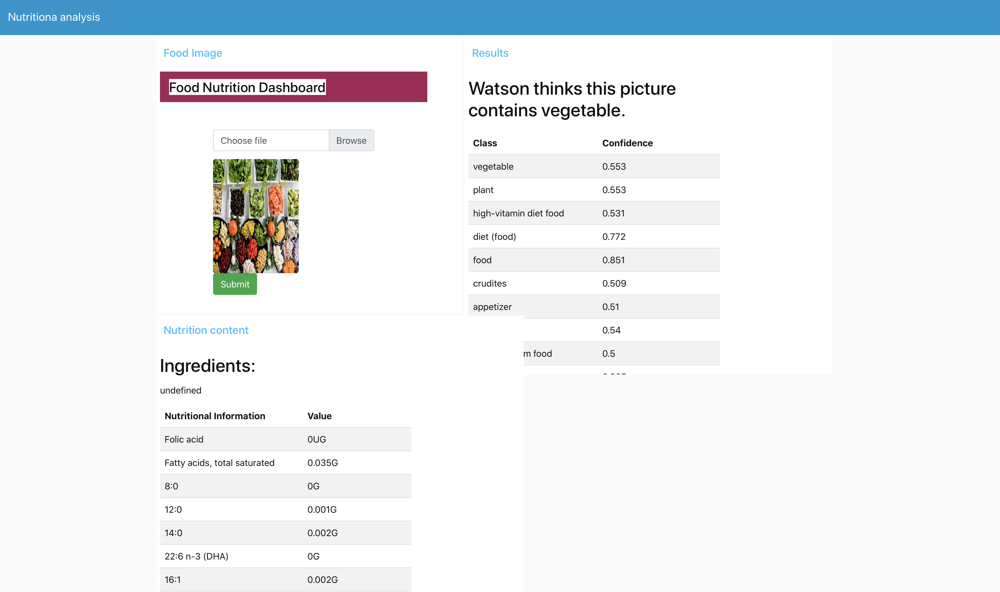 Nutritiona analysis
Food Image
Food Nutrition Dashboard
Choose file Browse
Submit
Results
Watson thinks this picture
contains vegetable.
Class Confidence
vegetable 0.553
plant 0.553
high-vitamin diet food 0.531
diet (food) 0.772
food 0.851
crudites 0.509
appetizer 0.51
0.54
m food 0.5
Nutrition content
Ingredients:
undefined
Nutritional Information Value
Folic acid 0UG
Fatty acids, total saturated 0.035G
8:0 0G
12:0 0.001G
14:0 0.002G
22:6 n-3 (DHA) 0G
16:1 0.002G